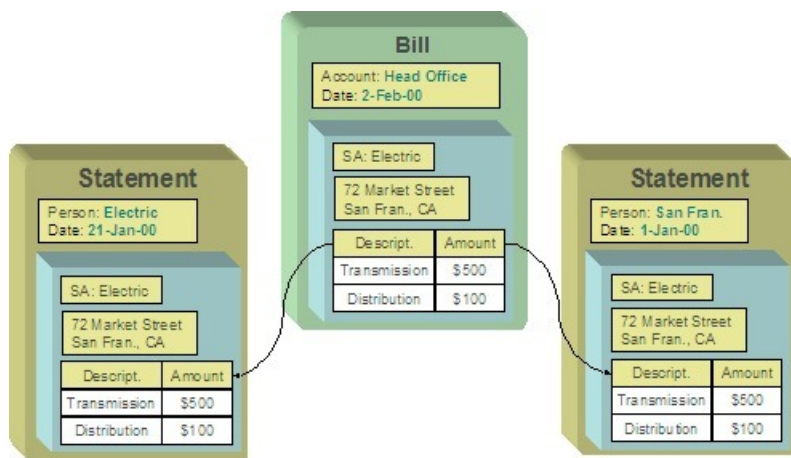 Bill
Account: Head Office
Date: 2-Feb-00
SA: Electric
72 Market Street
San Fran., CA
Descript. Amount
Transmission $500
Distribution $100
Statement
Person: Electric
Date: 21-Jan-00
SA: Electric
72 Market Street
San Fran., CA
Descript. Amount
Transmission $500
Distribution $100
Statement
Person: San Fran.
Date: 1-Jan-00
SA: Electric
72 Market Street
San Fran., CA
Descript. Amount
Transmission $500
Distribution $100